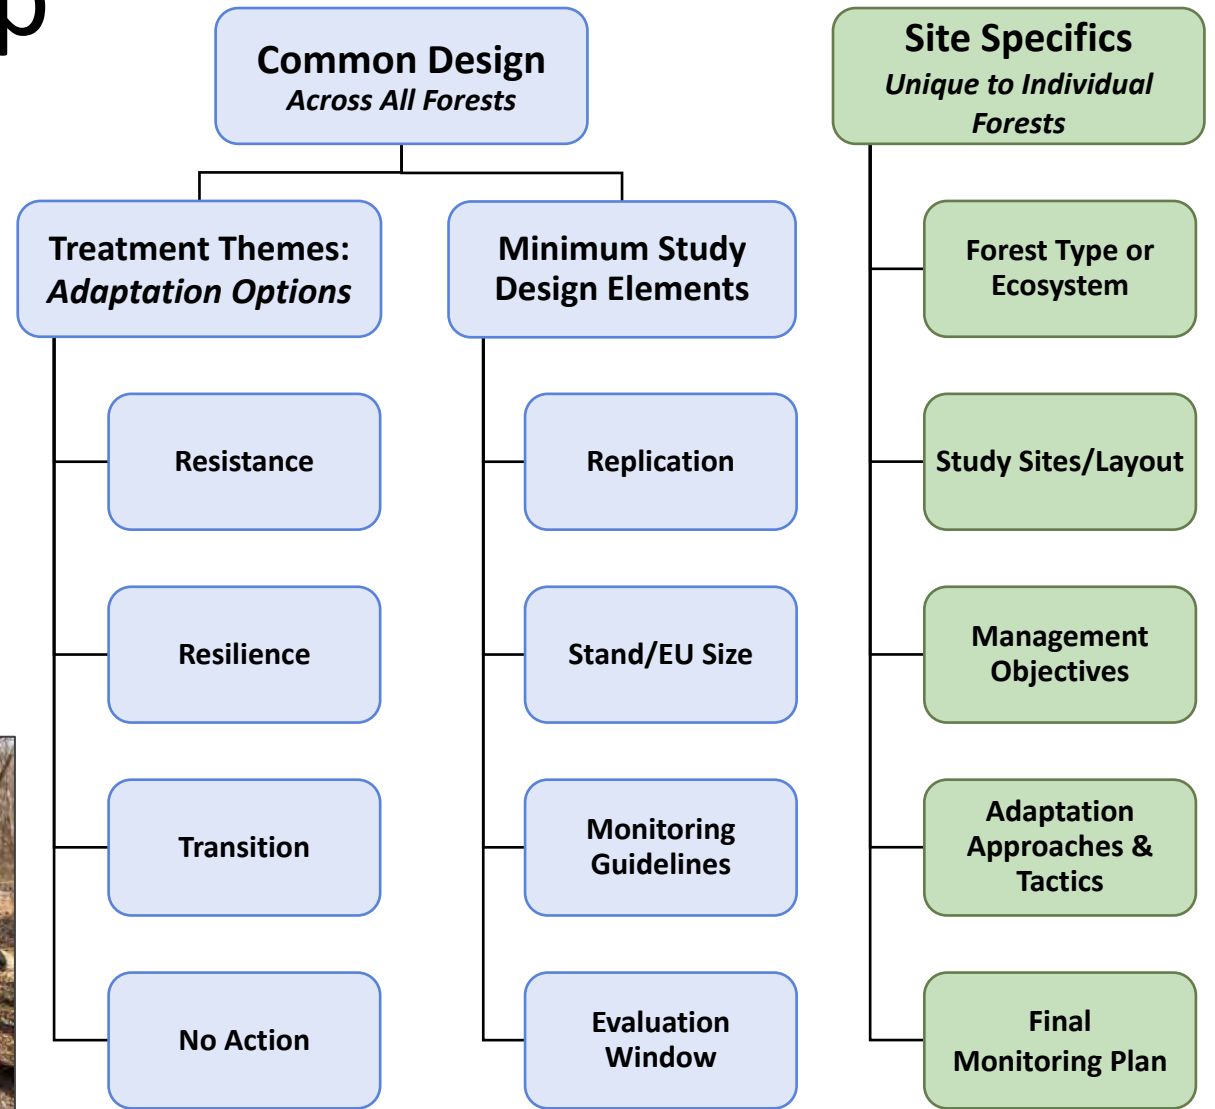 p
Common Design
Across All Forests
Treatment Themes:
Adaptation Options
Resistance
Resilience
Transition
No Action
Minimum Study
Design Elements
Replication
Stand/EU Size
Monitoring
Guidelines
Evaluation
Window
Site Specifics
Unique to Individual
Forests
Forest Type or
Ecosystem
Study Sites/Layout
Management
Objectives
Adaptation
Approaches &
Tactics
Final
Monitoring Plan